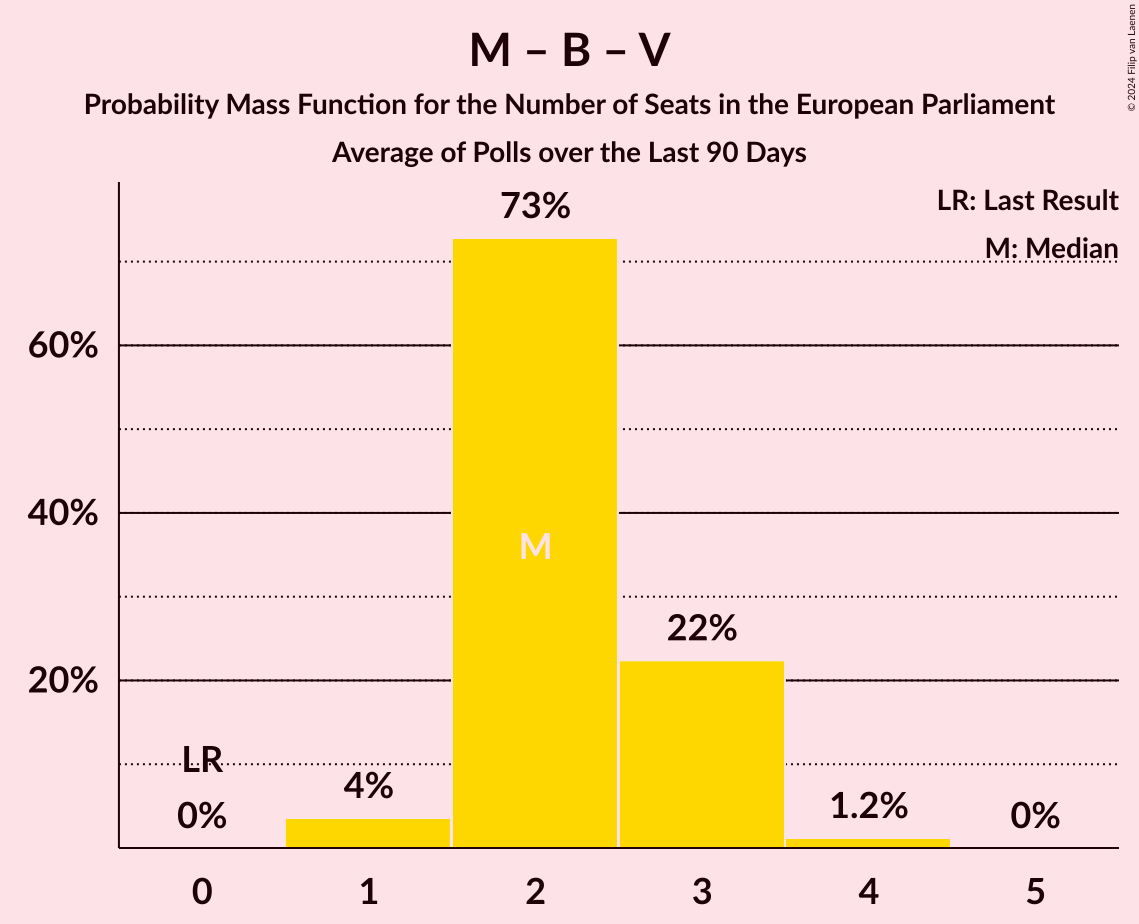 M – B – V
Probability Mass Function for the Number of Seats in the European Parliament
Average of Polls over the Last 90 Days
© 2024 Filip van Laenen
LR: Last Result
M: Median
73%
60%
40%
M
22%
20%
LR
4%
1.2%
0%
0%
0 1 2 3 4 5